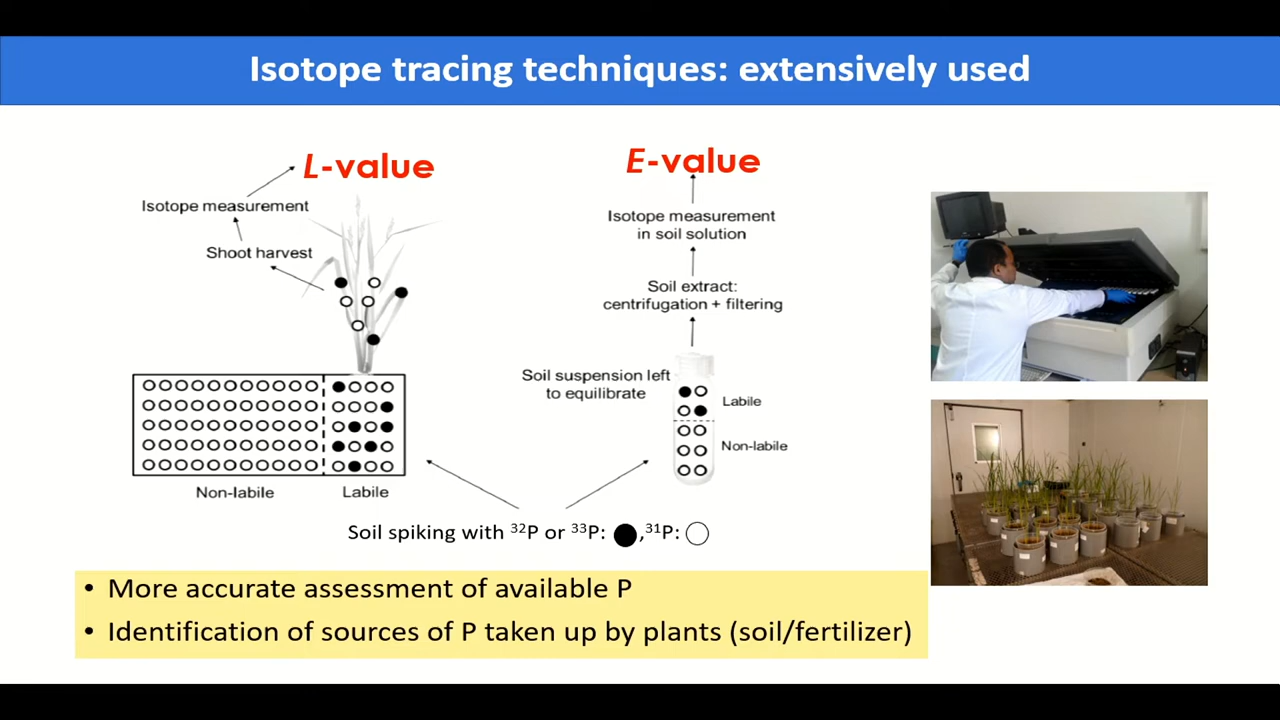 Isotope tracing techniques: extensively used
L-value
Isotope measurement
Shoot harvest
Non-labile
Labile
E-value
Isotope measurement
in soil solution
Soil extract:
centrifugation + filtering
Soil suspension left
to equilibrate
Labile
Non-labile
Soil spiking with ³²P or ³³P: ,³¹P:
• More accurate assessment of available P
• Identification of sources of P taken up by plants (soil/fertilizer)